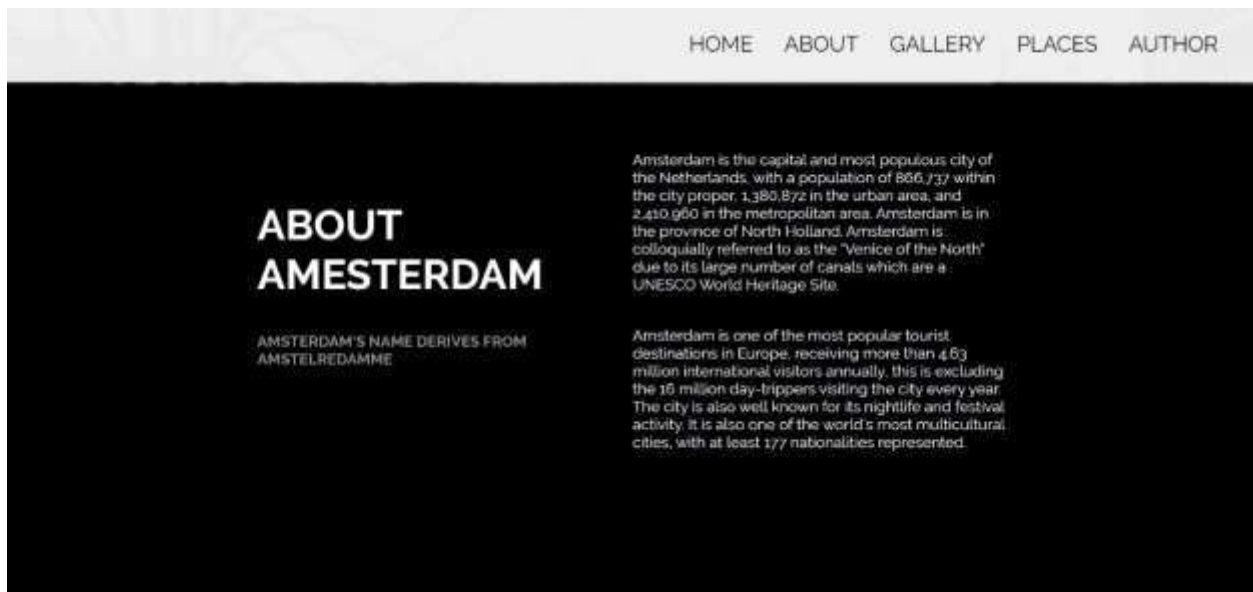 HOME ABOUT GALLERY PLACES AUTHOR
ABOUT
AMESTERDAM
AMSTERDAM'S NAME DERIVES FROM
AMSTELREDAMME
Amsterdam is the capital and most populous city of
the Netherlands, with a population of 866,737 within
the city proper, 1,380,872 in the urban area, and
2,410,960 in the metropolitan area. Amsterdam is in
the province of North Holland. Amsterdam is
colloquially referred to as the "Venice of the North"
due to its large number of canals which are a
UNESCO World Heritage Site.
Amsterdam is one of the most popular tourist
destinations in Europe, receiving more than 4.63
million international visitors annually, this is excluding
the 16 million day-trippers visiting the city every year.
The city is also well known for its nightlife and festival
activity. It is also one of the world's most multicultural
cities, with at least 177 nationalities represented.